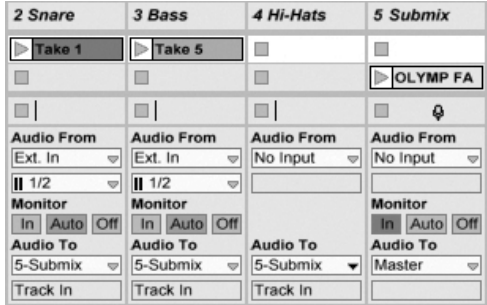 2 Snare 3 Bass 4 Hi-Hats 5 Submix
Take 1 Take 5
OLYMP FA
Audio From Audio From Audio From Audio From
Ext. In Ext. In No Input No Input
1/2 1/2
Monitor Monitor Monitor
In Auto Off In Auto Off In Auto Off
Audio To Audio To Audio To Audio To
5-Submix 5-Submix 5-Submix Master
Track In Track In Track In